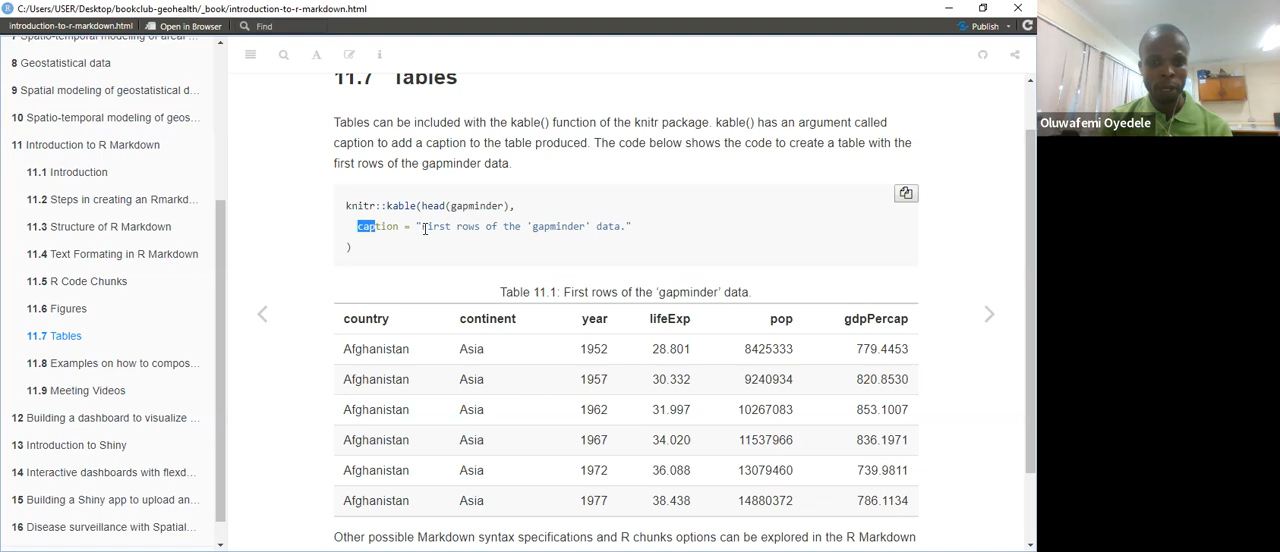 C:/Users/USER/Desktop/bookclub-geohealth/_book/introduction-to-r-markdown.html
introduction-to-r-markdown.html Open in Browser Find Publish
7 Spatio-temporal modeling of areal ...
8 Geostatistical data
9 Spatial modeling of geostatistical d...
10 Spatio-temporal modeling of geos...
11 Introduction to R Markdown
11.1 Introduction
11.2 Steps in creating an Rmarkd...
11.3 Structure of R Markdown
11.4 Text Formating in R Markdown
11.5 R Code Chunks
11.6 Figures
11.7 Tables
11.8 Examples on how to compos...
11.9 Meeting Videos
12 Building a dashboard to visualize ...
13 Introduction to Shiny
14 Interactive dashboards with flexd...
15 Building a Shiny app to upload an...
16 Disease surveillance with Spatial...
11.7 Tables
Tables can be included with the kable() function of the knitr package. kable() has an argument called
caption to add a caption to the table produced. The code below shows the code to create a table with the
first rows of the gapminder data.
knitr::kable(head(gapminder),
caption = "First rows of the 'gapminder' data."
)
Table 11.1: First rows of the ‘gapminder’ data.
country continent year lifeExp pop gdpPercap
Afghanistan Asia 1952 28.801 8425333 779.4453
Afghanistan Asia 1957 30.332 9240934 820.8530
Afghanistan Asia 1962 31.997 10267083 853.1007
Afghanistan Asia 1967 34.020 11537966 836.1971
Afghanistan Asia 1972 36.088 13079460 739.9811
Afghanistan Asia 1977 38.438 14880372 786.1134
Other possible Markdown syntax specifications and R chunks options can be explored in the R Markdown
Oluwafemi Oyedele